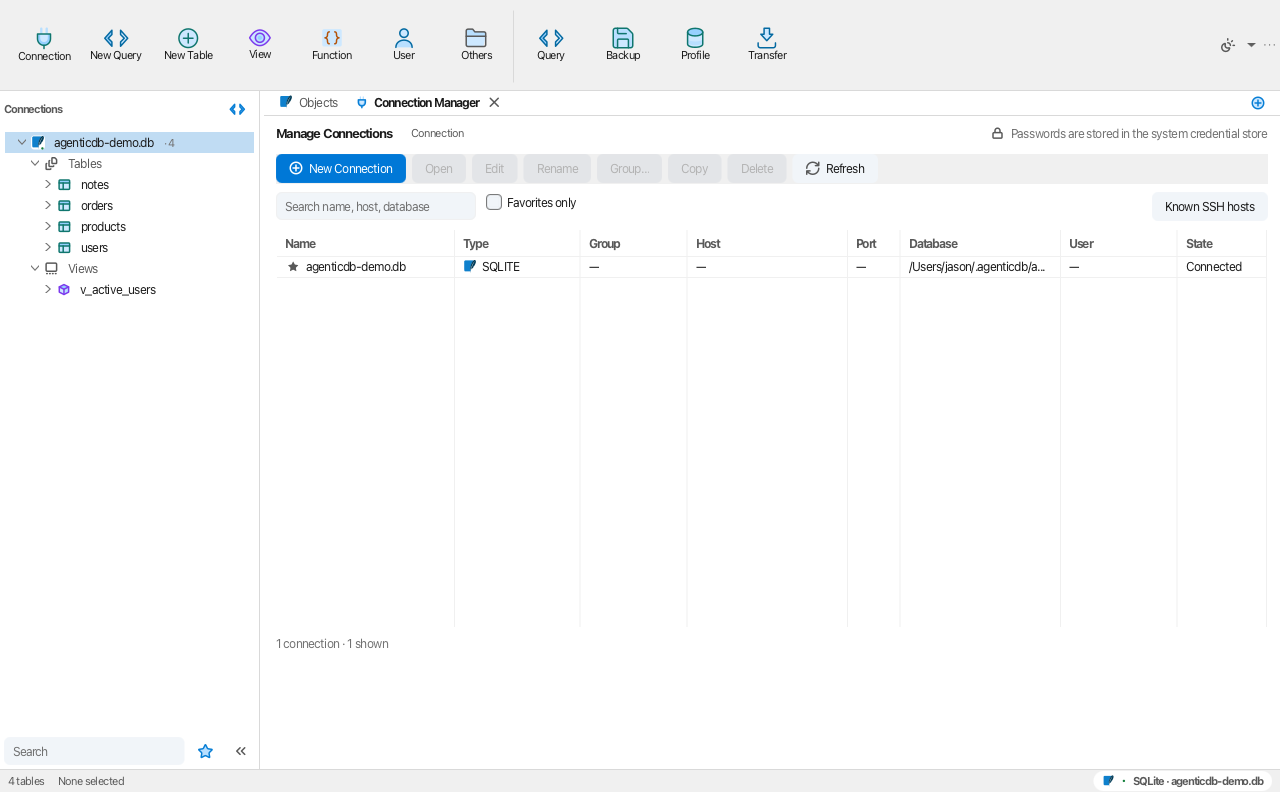 Connection
New Query
New Table
View
Function
User
Others
Query
Backup
Profile
Transfer
Connections
agenticdb-demo.db · 4
Tables
notes
orders
products
users
Views
v_active_users
Search
Objects
Connection Manager
Manage Connections Connection
Passwords are stored in the system credential store
New Connection Open Edit Rename Group... Copy Delete Refresh
Search name, host, database
Favorites only
Known SSH hosts
Name Type Group Host Port Database User State
agenticdb-demo.db SQLITE — — — /Users/jason/.agenticdb/a... — Connected
1 connection · 1 shown
4 tables None selected
SQLite · agenticdb-demo.db